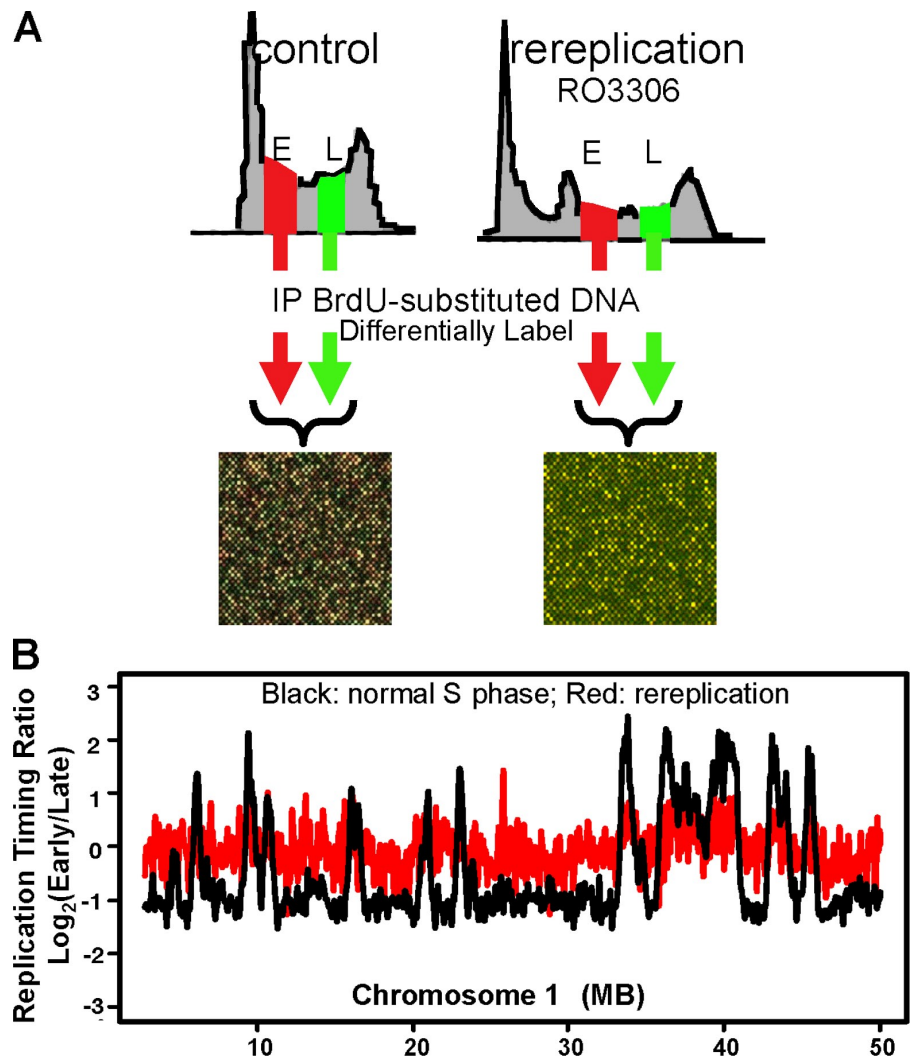 A
control
rereplication
RO3306
E L
E L
IP BrdU-substituted DNA
Differentially Label
B
Black: normal S phase; Red: rereplication
Replication Timing Ratio
Log₂(Early/Late)
3
2
1
0
-1
-2
-3
Chromosome 1 (MB)
10 20 30 40 50